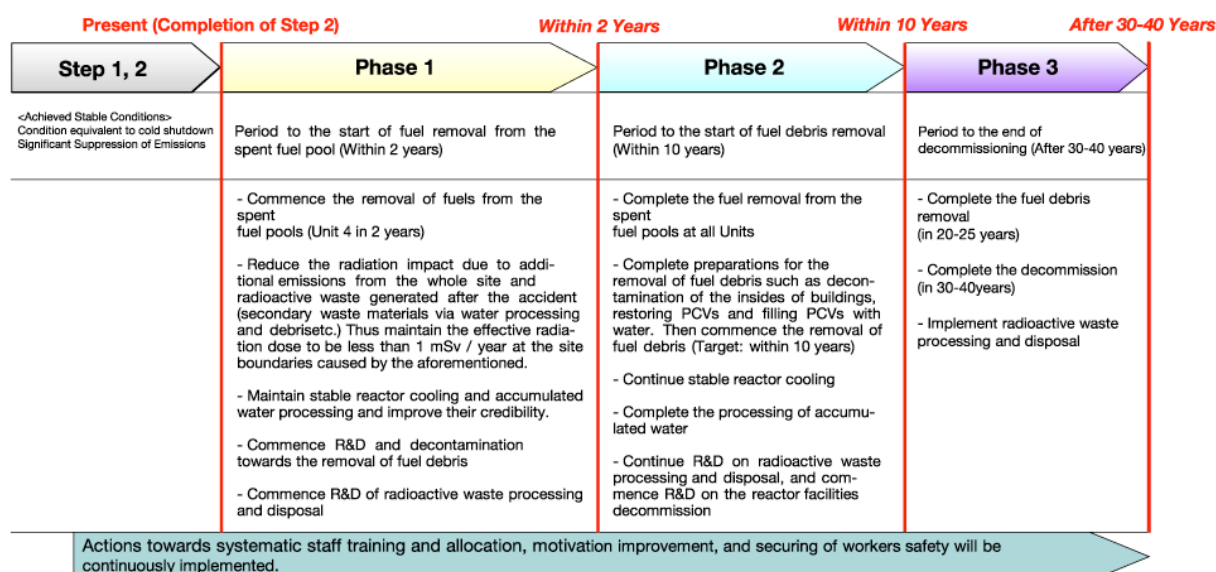 Present (Completion of Step 2)
Within 2 Years
Within 10 Years
After 30-40 Years
Step 1, 2
Phase 1
Phase 2
Phase 3
<Achieved Stable Conditions>
Condition equivalent to cold shutdown
Significant Suppression of Emissions
Period to the start of fuel removal from the
spent fuel pool (Within 2 years)
Period to the start of fuel debris removal
(Within 10 years)
Period to the end of
decommissioning (After 30-40 years)
- Commence the removal of fuels from the
spent
fuel pools (Unit 4 in 2 years)
- Reduce the radiation impact due to addi-
tional emissions from the whole site and
radioactive waste generated after the accident
(secondary waste materials via water processing
and debrisetc.) Thus maintain the effective radia-
tion dose to be less than 1 mSv / year at the site
boundaries caused by the aforementioned.
- Maintain stable reactor cooling and accumulated
water processing and improve their credibility.
- Commence R&D and decontamination
towards the removal of fuel debris
- Commence R&D of radioactive waste processing
and disposal
- Complete the fuel removal from the
spent
fuel pools at all Units
- Complete preparations for the
removal of fuel debris such as decon-
tamination of the insides of buildings,
restoring PCVs and filling PCVs with
water. Then commence the removal of
fuel debris (Target: within 10 years)
- Continue stable reactor cooling
- Complete the processing of accumu-
lated water
- Continue R&D on radioactive waste
processing and disposal, and com-
mence R&D on the reactor facilities
decommission
- Complete the fuel debris
removal
(in 20-25 years)
- Complete the decommission
(in 30-40years)
- Implement radioactive waste
processing and disposal
Actions towards systematic staff training and allocation, motivation improvement, and securing of workers safety will be
continuously implemented.